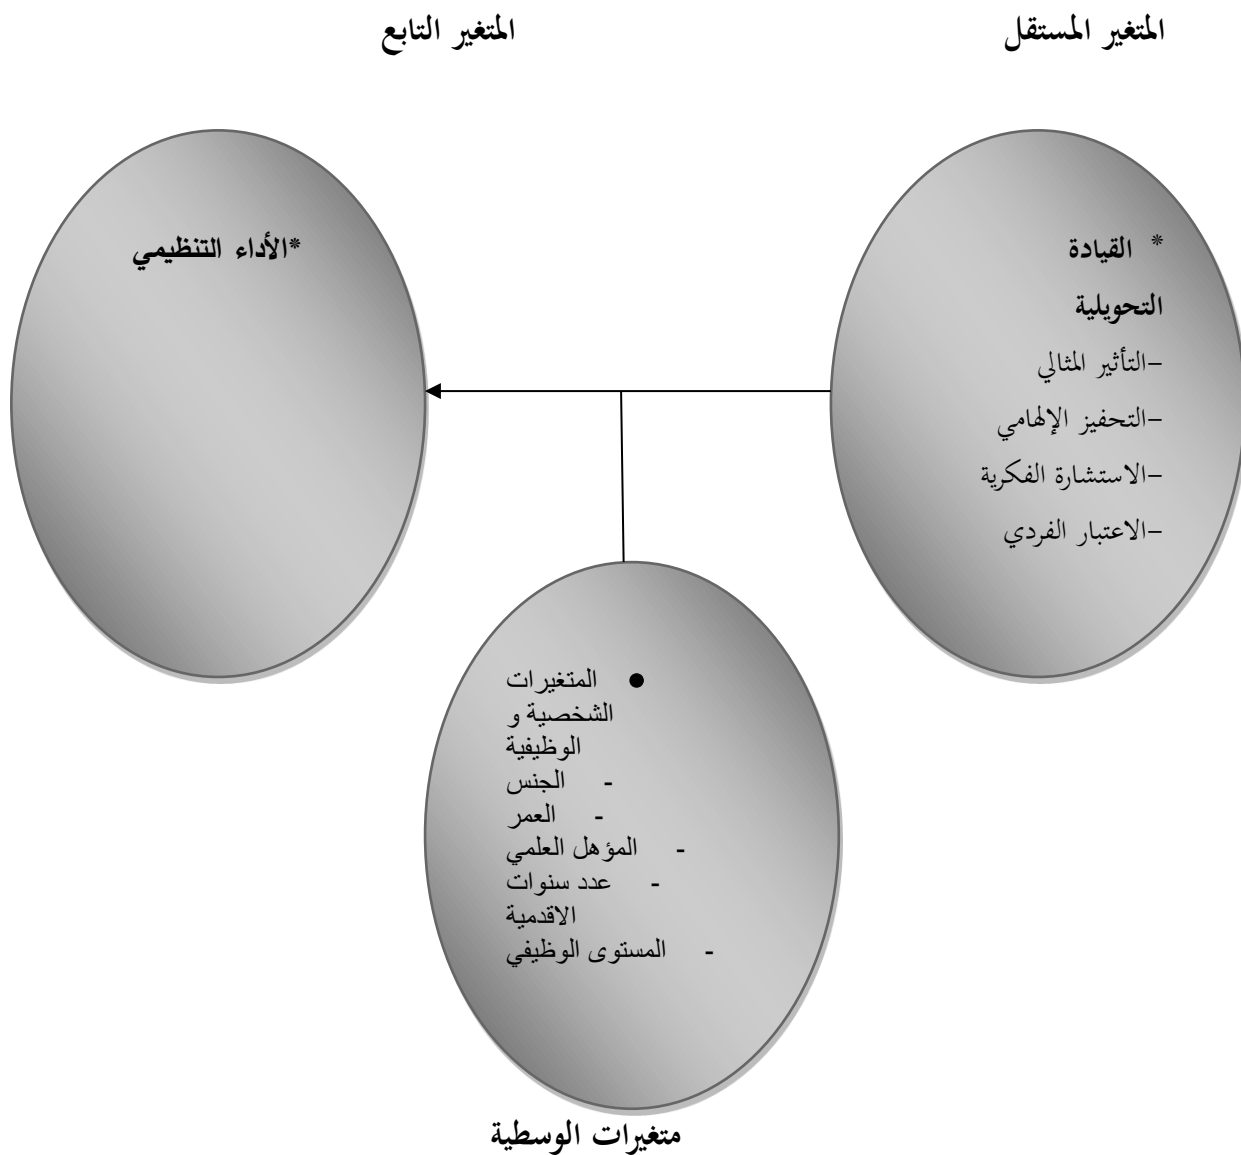 المتغير المستقل
المتغير التابع
* القيادة
التحويلية
-التأثير المثالي
-التحفيز الإلهامي
-الاستشارة الفكرية
-الاعتبار الفردي
*الأداء التنظيمي
● المتغيرات
الشخصية و
الوظيفية
- الجنس
- العمر
- المؤهل العلمي
- عدد سنوات
الاقدمية
- المستوى الوظيفي
متغيرات الوسطية